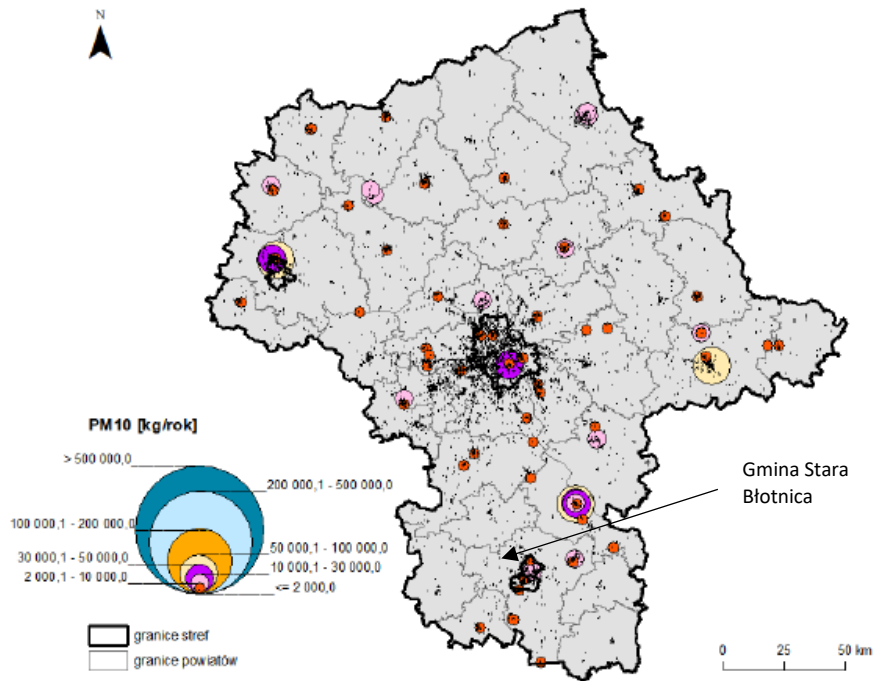 N
PM10 [kg/rok]
> 500 000,0
200 000,1 - 500 000,0
100 000,1 - 200 000,0
50 000,1 - 100 000,0
30 000,1 - 50 000,0
10 000,1 - 30 000,0
2 000,1 - 10 000,0
<= 2 000,0
granice stref
granice powiatów
Gmina Stara
Błotnica
0 25 50 km